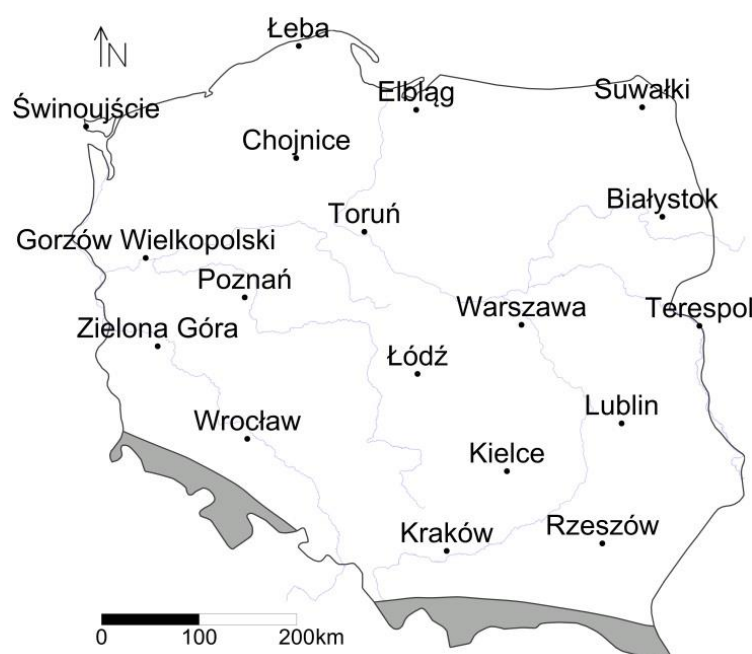 Łeba
N
Świnoujście
Elbląg
Suwałki
Chojnice
Białystok
Toruń
Gorzów Wielkopolski
Poznań
Warszawa
Terespol
Zielona Góra
Łódź
Lublin
Wrocław
Kielce
Kraków
Rzeszów
0 100 200km